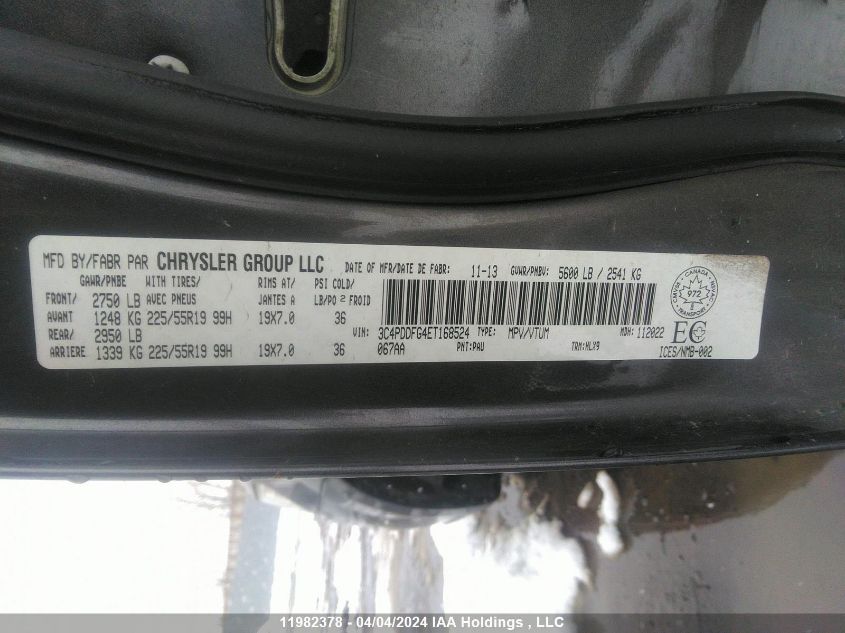 MFD BY/FABR PAR CHRYSLER GROUP LLC DATE OF MFR/DATE DE FABR: 11-13 GVWR/PNBV: 5600 LB / 2541 KG
GAWR/PNBE WITH TIRES/ RIMS AT/ PSI COLD/
FRONT/ 2750 LB AVEC PNEUS JANTES A LB/PO 2 FROID
AVANT 1248 KG 225/55R19 99H 19X7.0 36
REAR/ 2950 LB
ARRIERE 1339 KG 225/55R19 99H 19X7.0 36
VIN: 3C4PDDFG4ET168524 TYPE: MPV/VTUM MDH: 112022
067AA PNT:PAU TRM:HLX9
CANADA
972
TRANSPORT
EC
ICES/NMB-002
11982378 - 04/04/2024 IAA Holdings , LLC